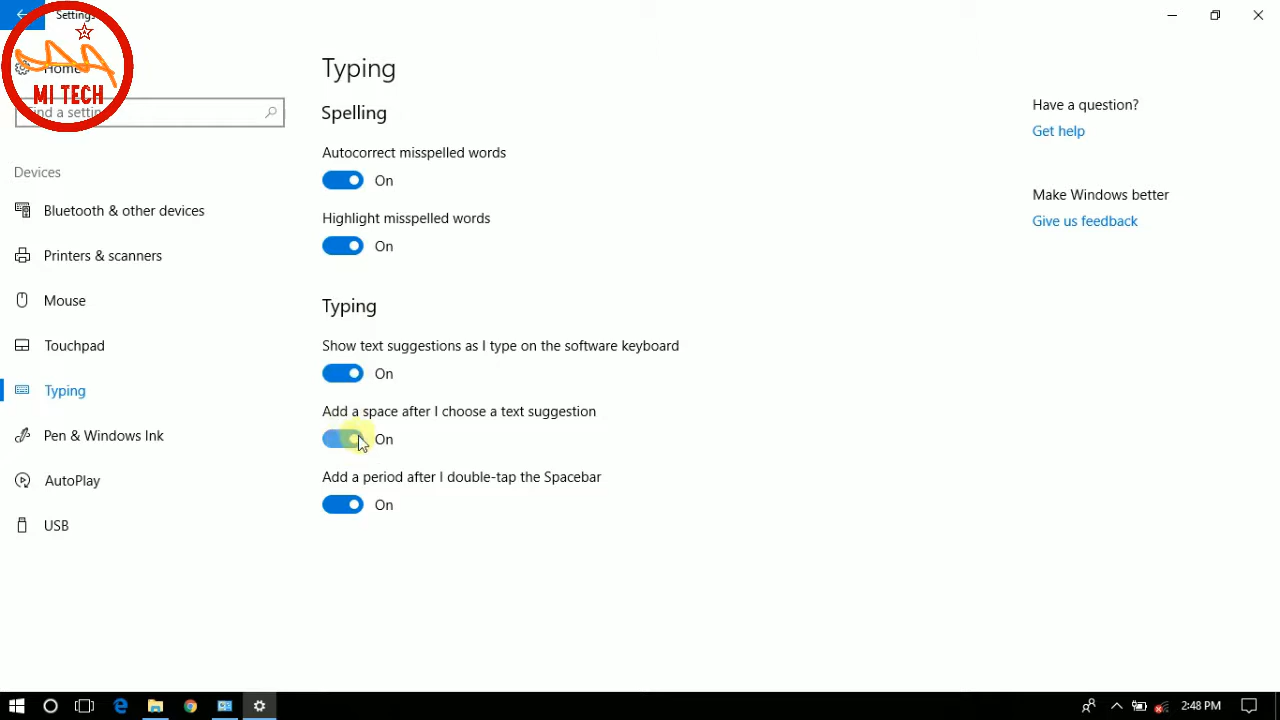 Settings
Home
MI TECH
Find a setting
Devices
Bluetooth & other devices
Printers & scanners
Mouse
Touchpad
Typing
Pen & Windows Ink
AutoPlay
USB
Typing
Spelling
Autocorrect misspelled words
On
Highlight misspelled words
On
Typing
Show text suggestions as I type on the software keyboard
On
Add a space after I choose a text suggestion
On
Add a period after I double-tap the Spacebar
On
Have a question?
Get help
Make Windows better
Give us feedback
2:48 PM